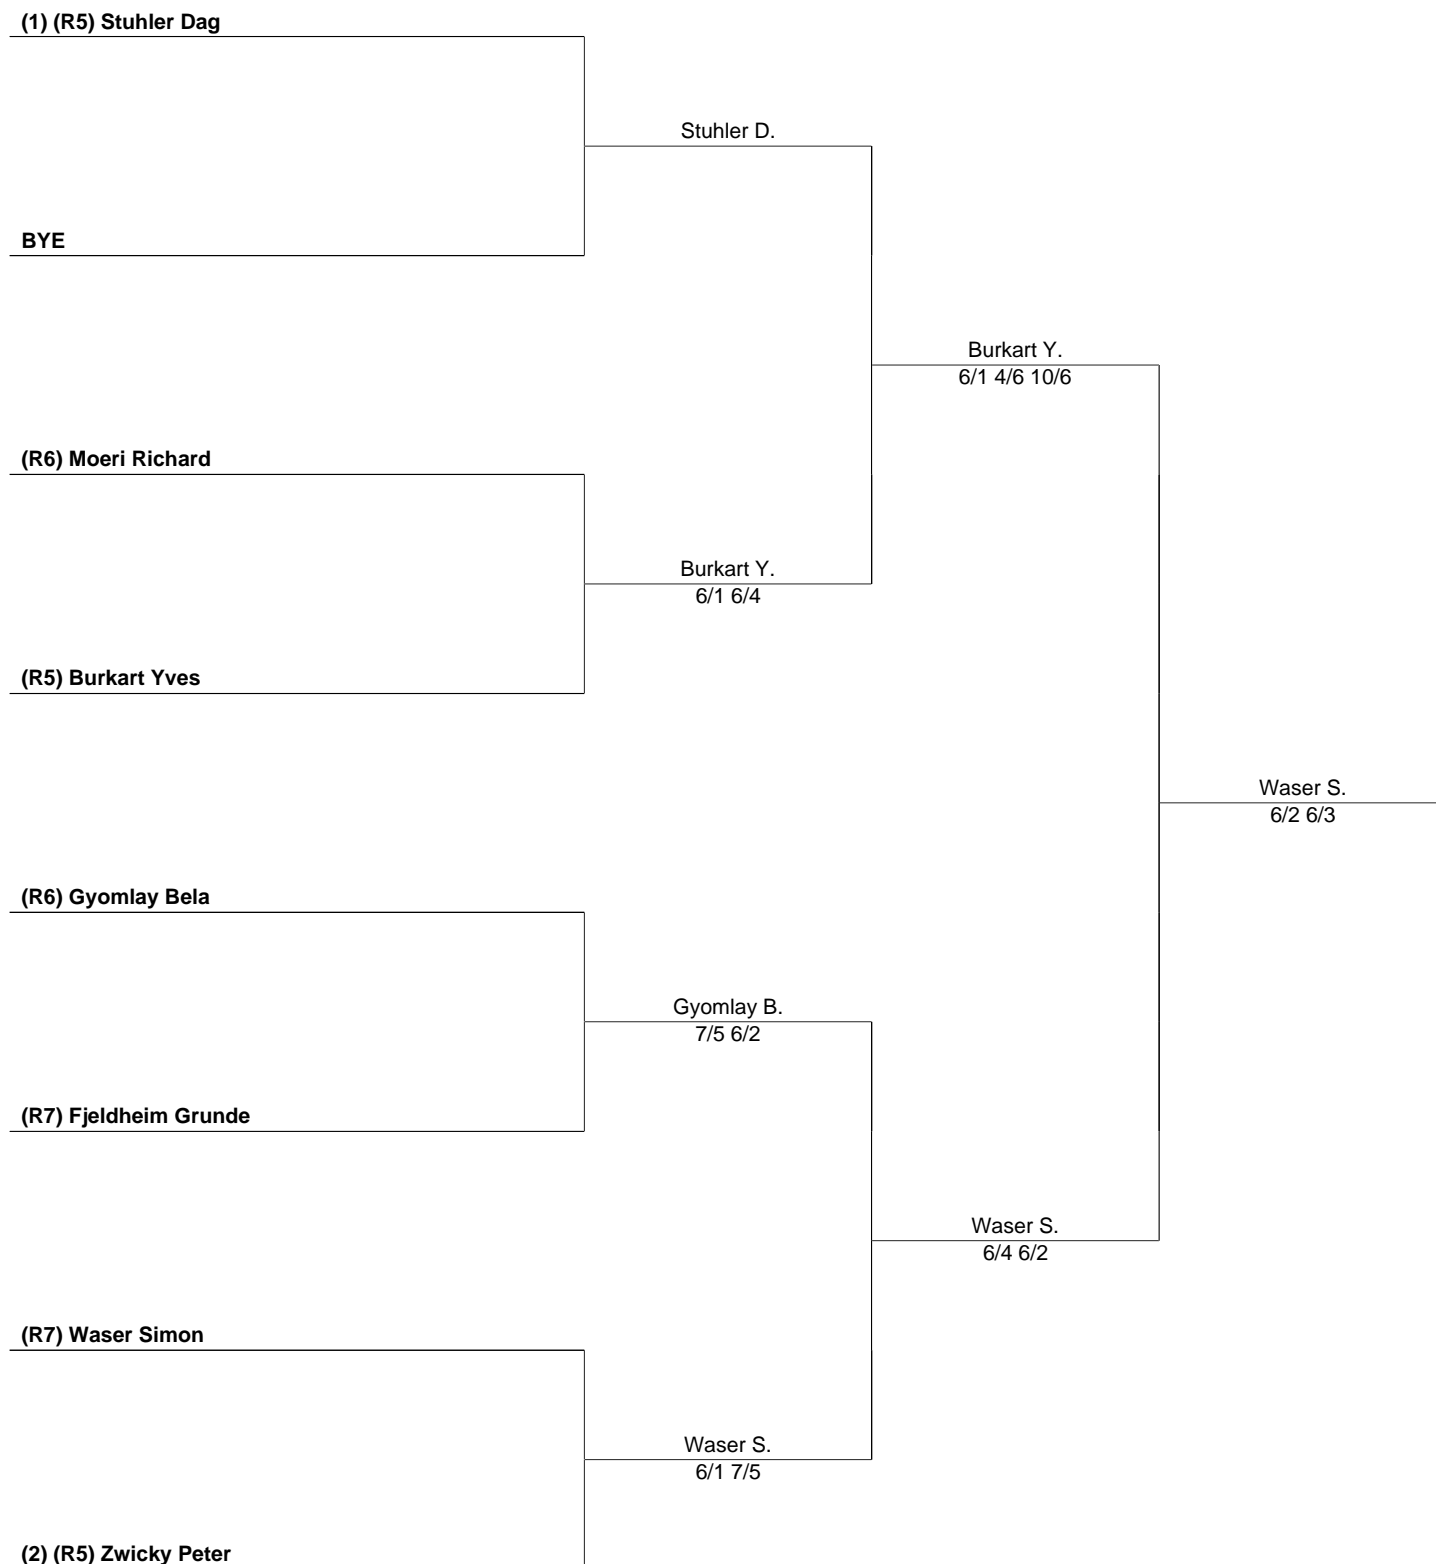 (1) (R5) Stuhler Dag
Stuhler D.
BYE
Burkart Y.
6/1 4/6 10/6
(R6) Moeri Richard
Burkart Y.
6/1 6/4
(R5) Burkart Yves
Waser S.
6/2 6/3
(R6) Gyomlay Bela
Gyomlay B.
7/5 6/2
(R7) Fjeldheim Grunde
Waser S.
6/4 6/2
(R7) Waser Simon
Waser S.
6/1 7/5
(2) (R5) Zwicky Peter